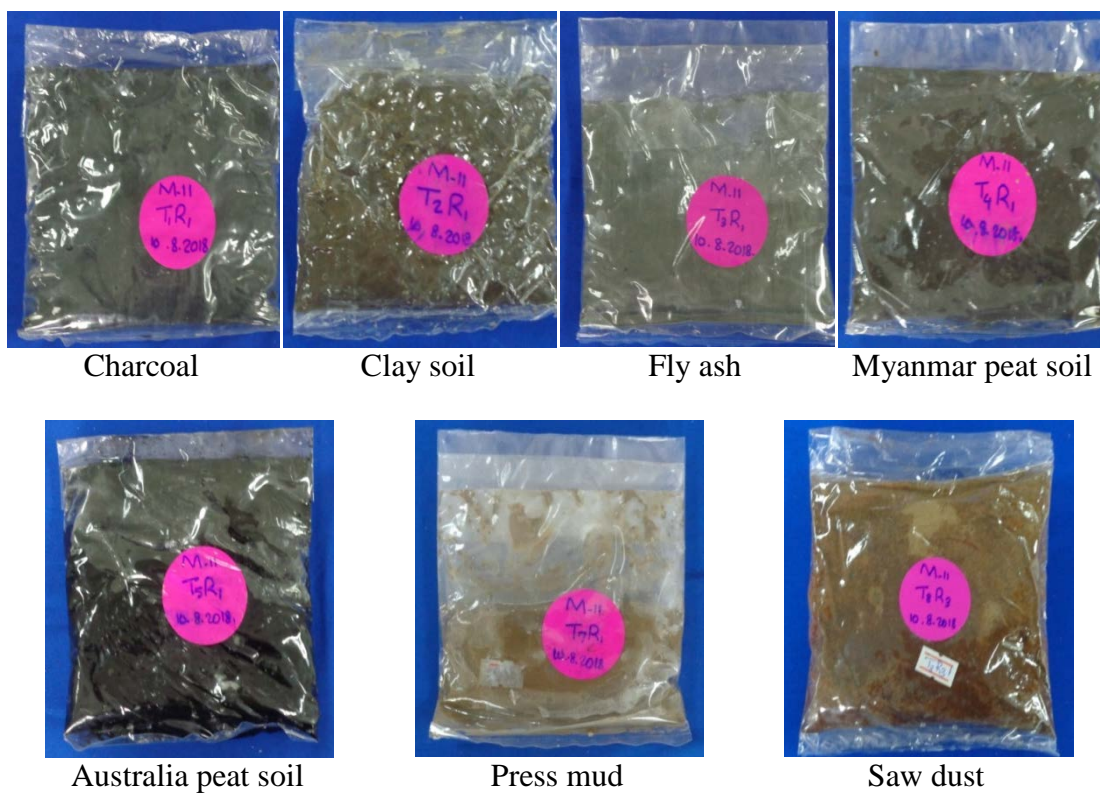 M-11
T1R1
10.8.2018
M-11
T2R1
10.8.2018
M-11
T3R1
10.8.2018.
M-11
T4R1
10.8.2018.
Charcoal
Clay soil
Fly ash
Myanmar peat soil
M-11
T5R1
10.8.2018.
M-11
T7R1
10.8.2018
M-11
T8R3
10.8.2018
Australia peat soil
Press mud
Saw dust